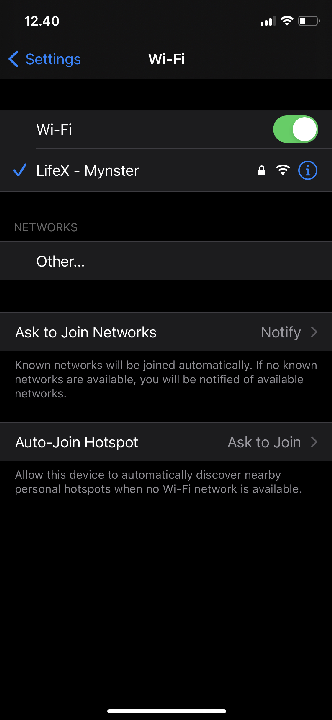 12.40
Settings
Wi-Fi
Wi-Fi
LifeX - Mynster
NETWORKS
Other...
Ask to Join Networks Notify
Known networks will be joined automatically. If no known
networks are available, you will be notified of available
networks.
Auto-Join Hotspot Ask to Join
Allow this device to automatically discover nearby
personal hotspots when no Wi-Fi network is available.